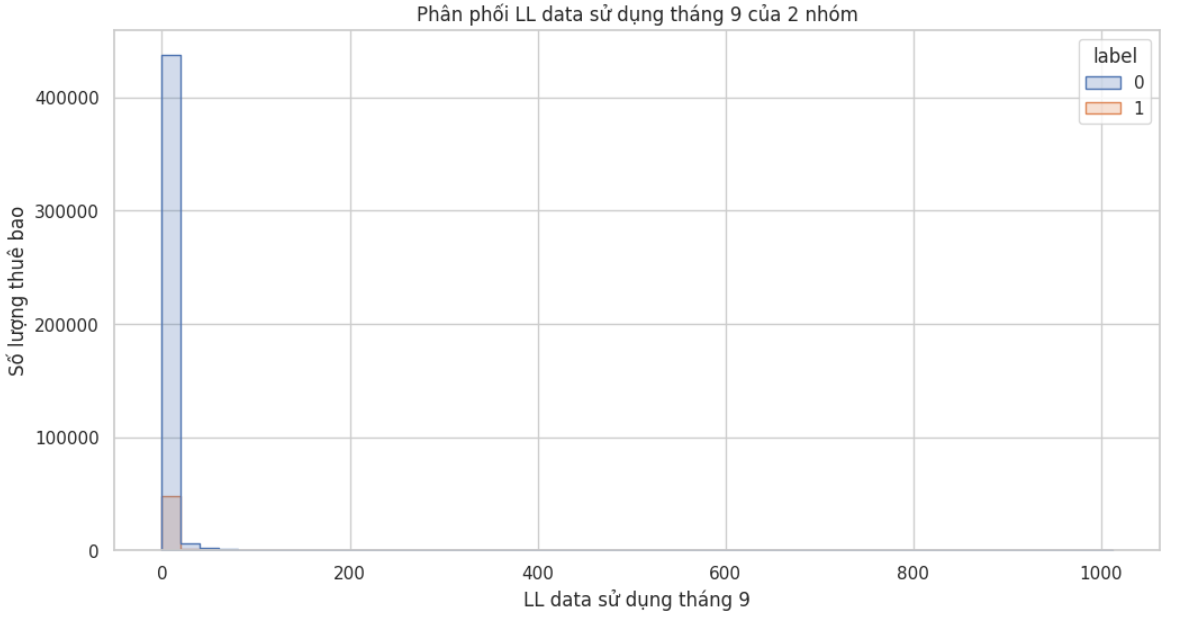 Phân phối LL data sử dụng tháng 9 của 2 nhóm
label
0
1
400000
300000
200000
100000
0
Số lượng thuê bao
0 200 400 600 800 1000
LL data sử dụng tháng 9